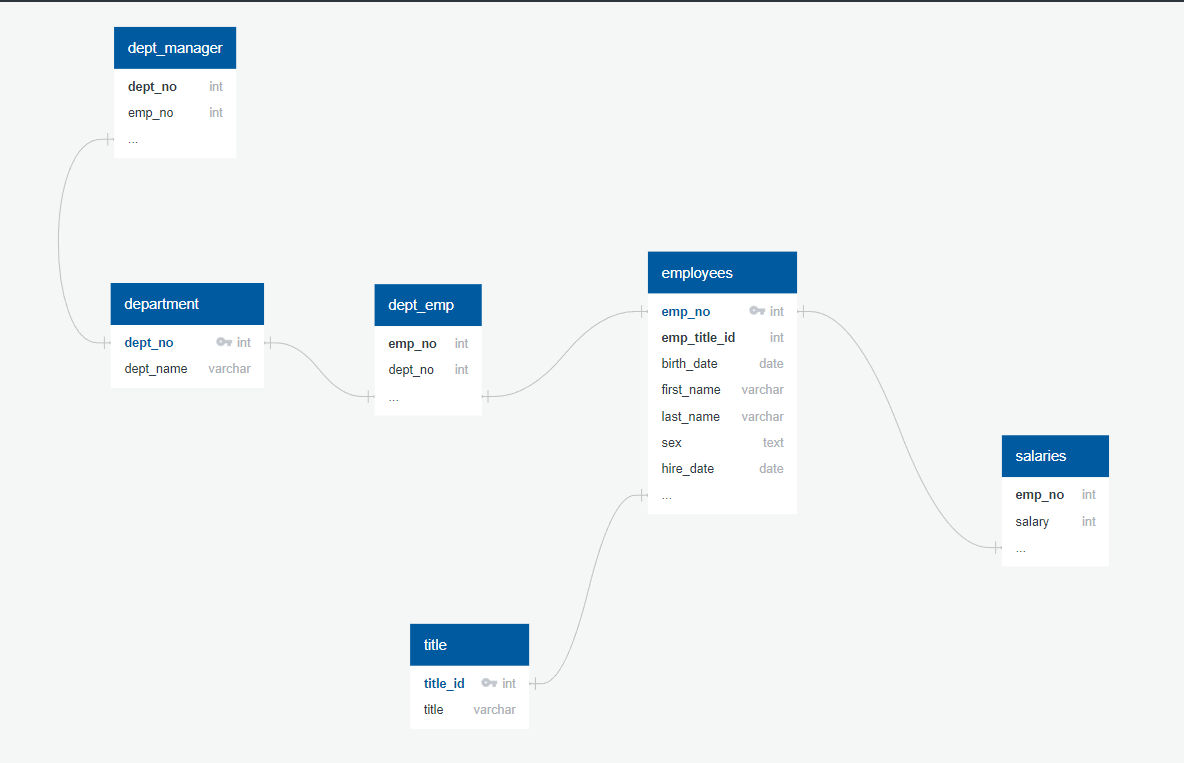 dept_manager
dept_no int
emp_no int
...
department
dept_no int
dept_name varchar
dept_emp
emp_no int
dept_no int
...
employees
emp_no int
emp_title_id int
birth_date date
first_name varchar
last_name varchar
sex text
hire_date date
...
salaries
emp_no int
salary int
...
title
title_id int
title varchar